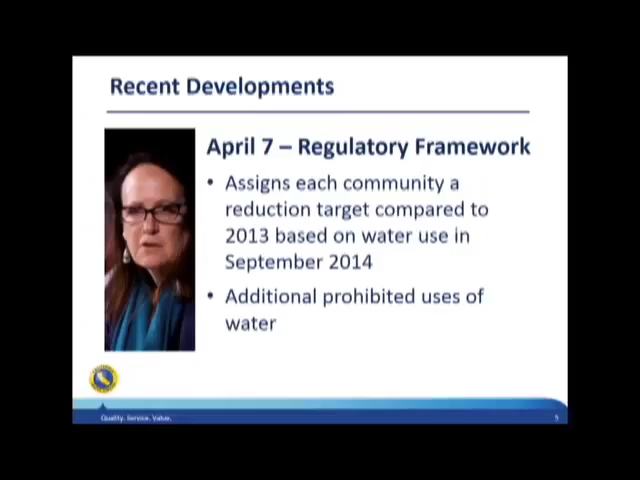 Recent Developments
April 7 – Regulatory Framework
• Assigns each community a
reduction target compared to
2013 based on water use in
September 2014
• Additional prohibited uses of
water
Quality. Service. Value.
5